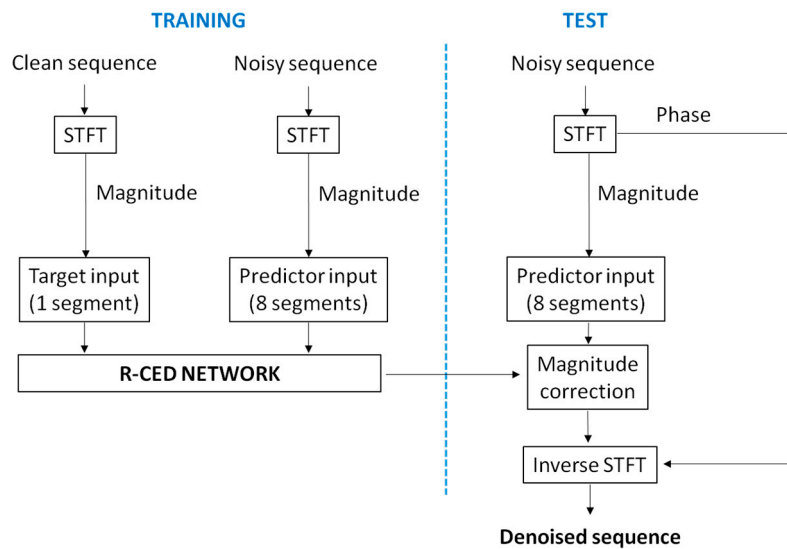 TRAINING
Clean sequence
Noisy sequence
STFT
STFT
Magnitude
Magnitude
Target input
(1 segment)
Predictor input
(8 segments)
R-CED NETWORK
TEST
Noisy sequence
Phase
STFT
Magnitude
Predictor input
(8 segments)
Magnitude
correction
Inverse STFT
Denoised sequence